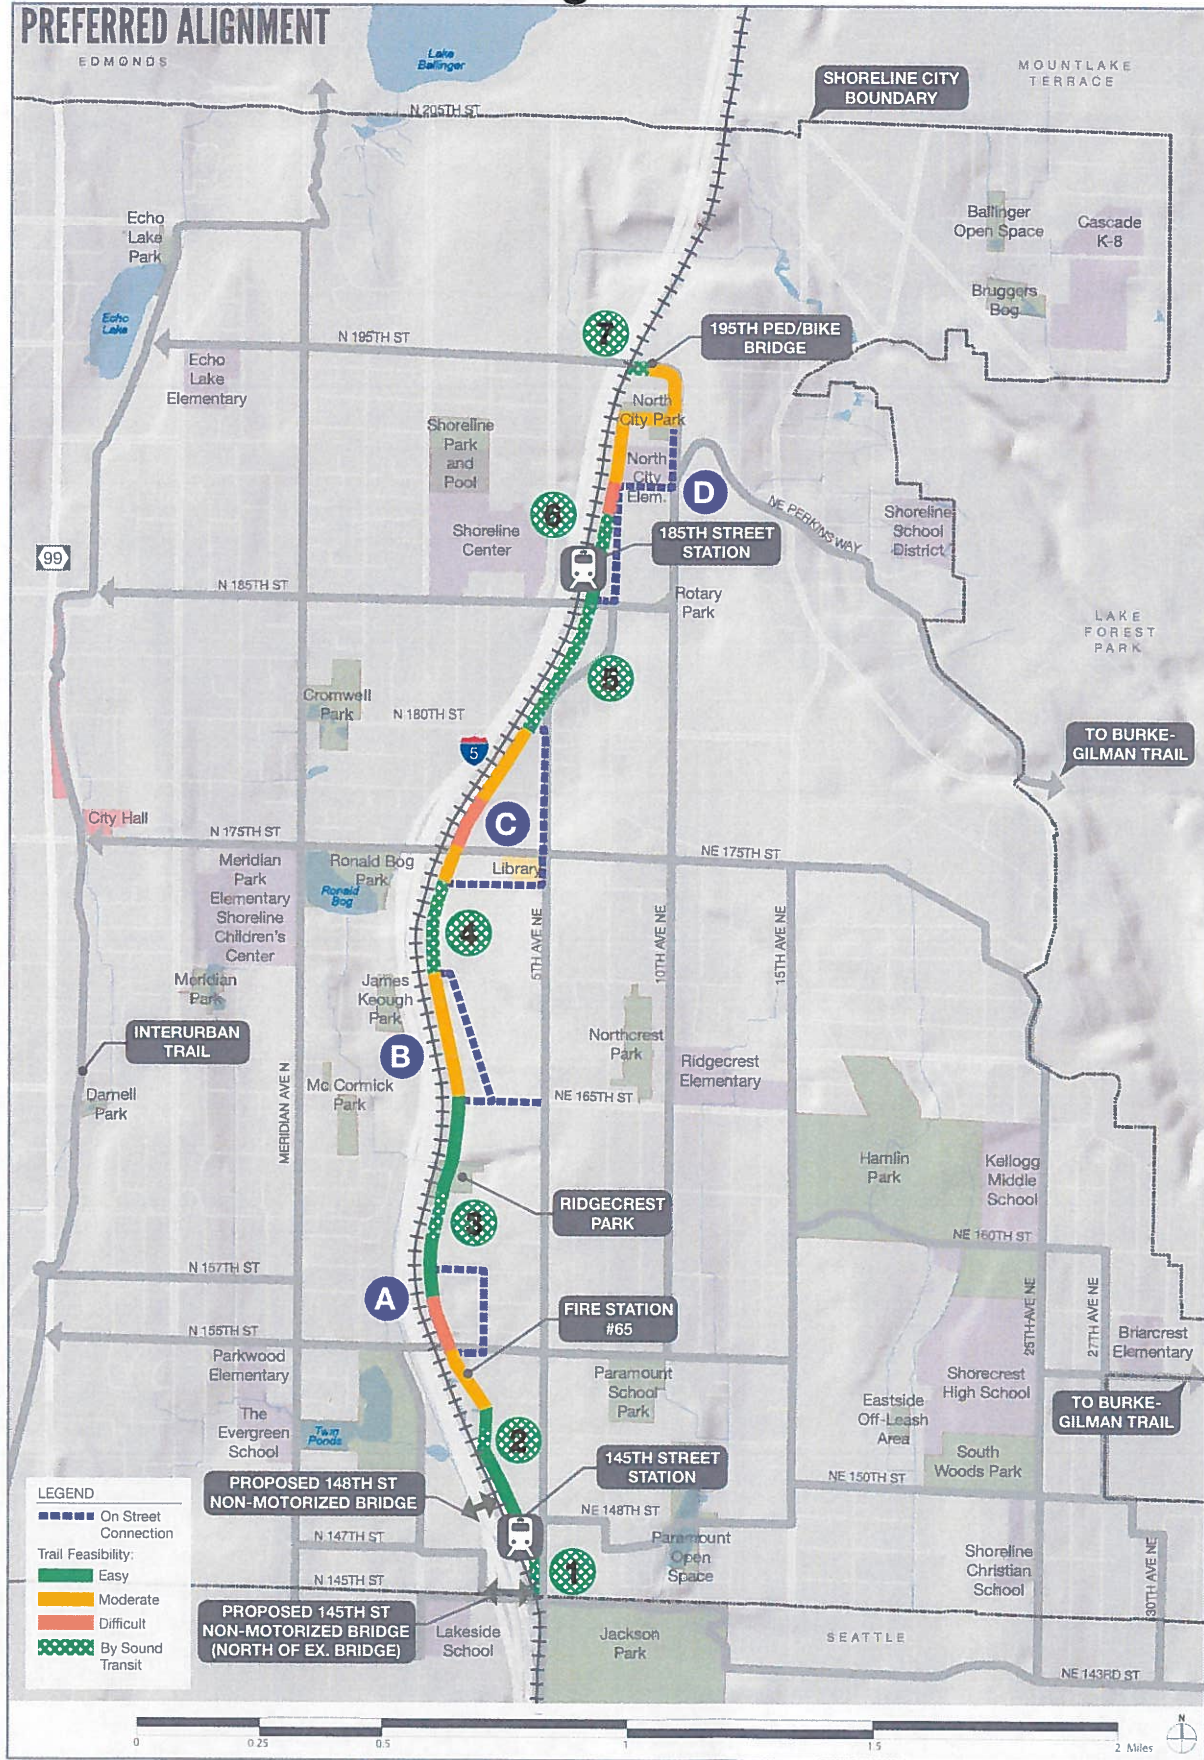 PREFERRED ALIGNMENT
EDMONDS
Lake
Ballinger
MOUNTLAKE
TERRACE
SHORELINE CITY
BOUNDARY
N 205TH ST
Echo
Lake
Park
Ballinger
Open Space
Cascade
K-8
Bruggers
Bog
Echo
Lake
7
195TH PED/BIKE
BRIDGE
N 195TH ST
Echo
Lake
Elementary
North
City Park
Shoreline
Park
and
Pool
North
City
Elem.
D
NE PERKINS WAY
6
Shoreline
Center
185TH STREET
STATION
Shoreline
School
District
99
N 185TH ST
Rotary
Park
LAKE
FOREST
PARK
5
Cromwell
Park
N 180TH ST
5
TO BURKE-
GILMAN TRAIL
City Hall
C
N 175TH ST
NE 175TH ST
Meridian
Park
Elementary
Shoreline
Children's
Center
Ronald Bog
Park
Ronald
Bog
Library
4
5TH AVE NE
10TH AVE NE
15TH AVE NE
Meridian
Park
James
Keough
Park
INTERURBAN
TRAIL
B
Northcrest
Park
Ridgecrest
Elementary
Darnell
Park
MERIDIAN AVE N
Mc Cormick
Park
NE 165TH ST
Hamlin
Park
Kellogg
Middle
School
RIDGECREST
PARK
3
NE 160TH ST
N 157TH ST
A
FIRE STATION
#65
25TH AVE NE
27TH AVE NE
N 155TH ST
Briarcrest
Elementary
Parkwood
Elementary
Paramount
School
Park
Shorecrest
High School
Eastside
Off-Leash
Area
TO BURKE-
GILMAN TRAIL
The
Evergreen
School
Twin
Ponds
2
145TH STREET
STATION
South
Woods Park
PROPOSED 148TH ST
NON-MOTORIZED BRIDGE
NE 150TH ST
NE 148TH ST
N 147TH ST
Paramount
Open
Space
Shoreline
Christian
School
30TH AVE NE
1
N 145TH ST
PROPOSED 145TH ST
NON-MOTORIZED BRIDGE
(NORTH OF EX. BRIDGE)
Lakeside
School
Jackson
Park
SEATTLE
NE 143RD ST
LEGEND
On Street
Connection
Trail Feasibility:
Easy
Moderate
Difficult
By Sound
Transit
0
0.25
0.5
1
1.5
2 Miles
N